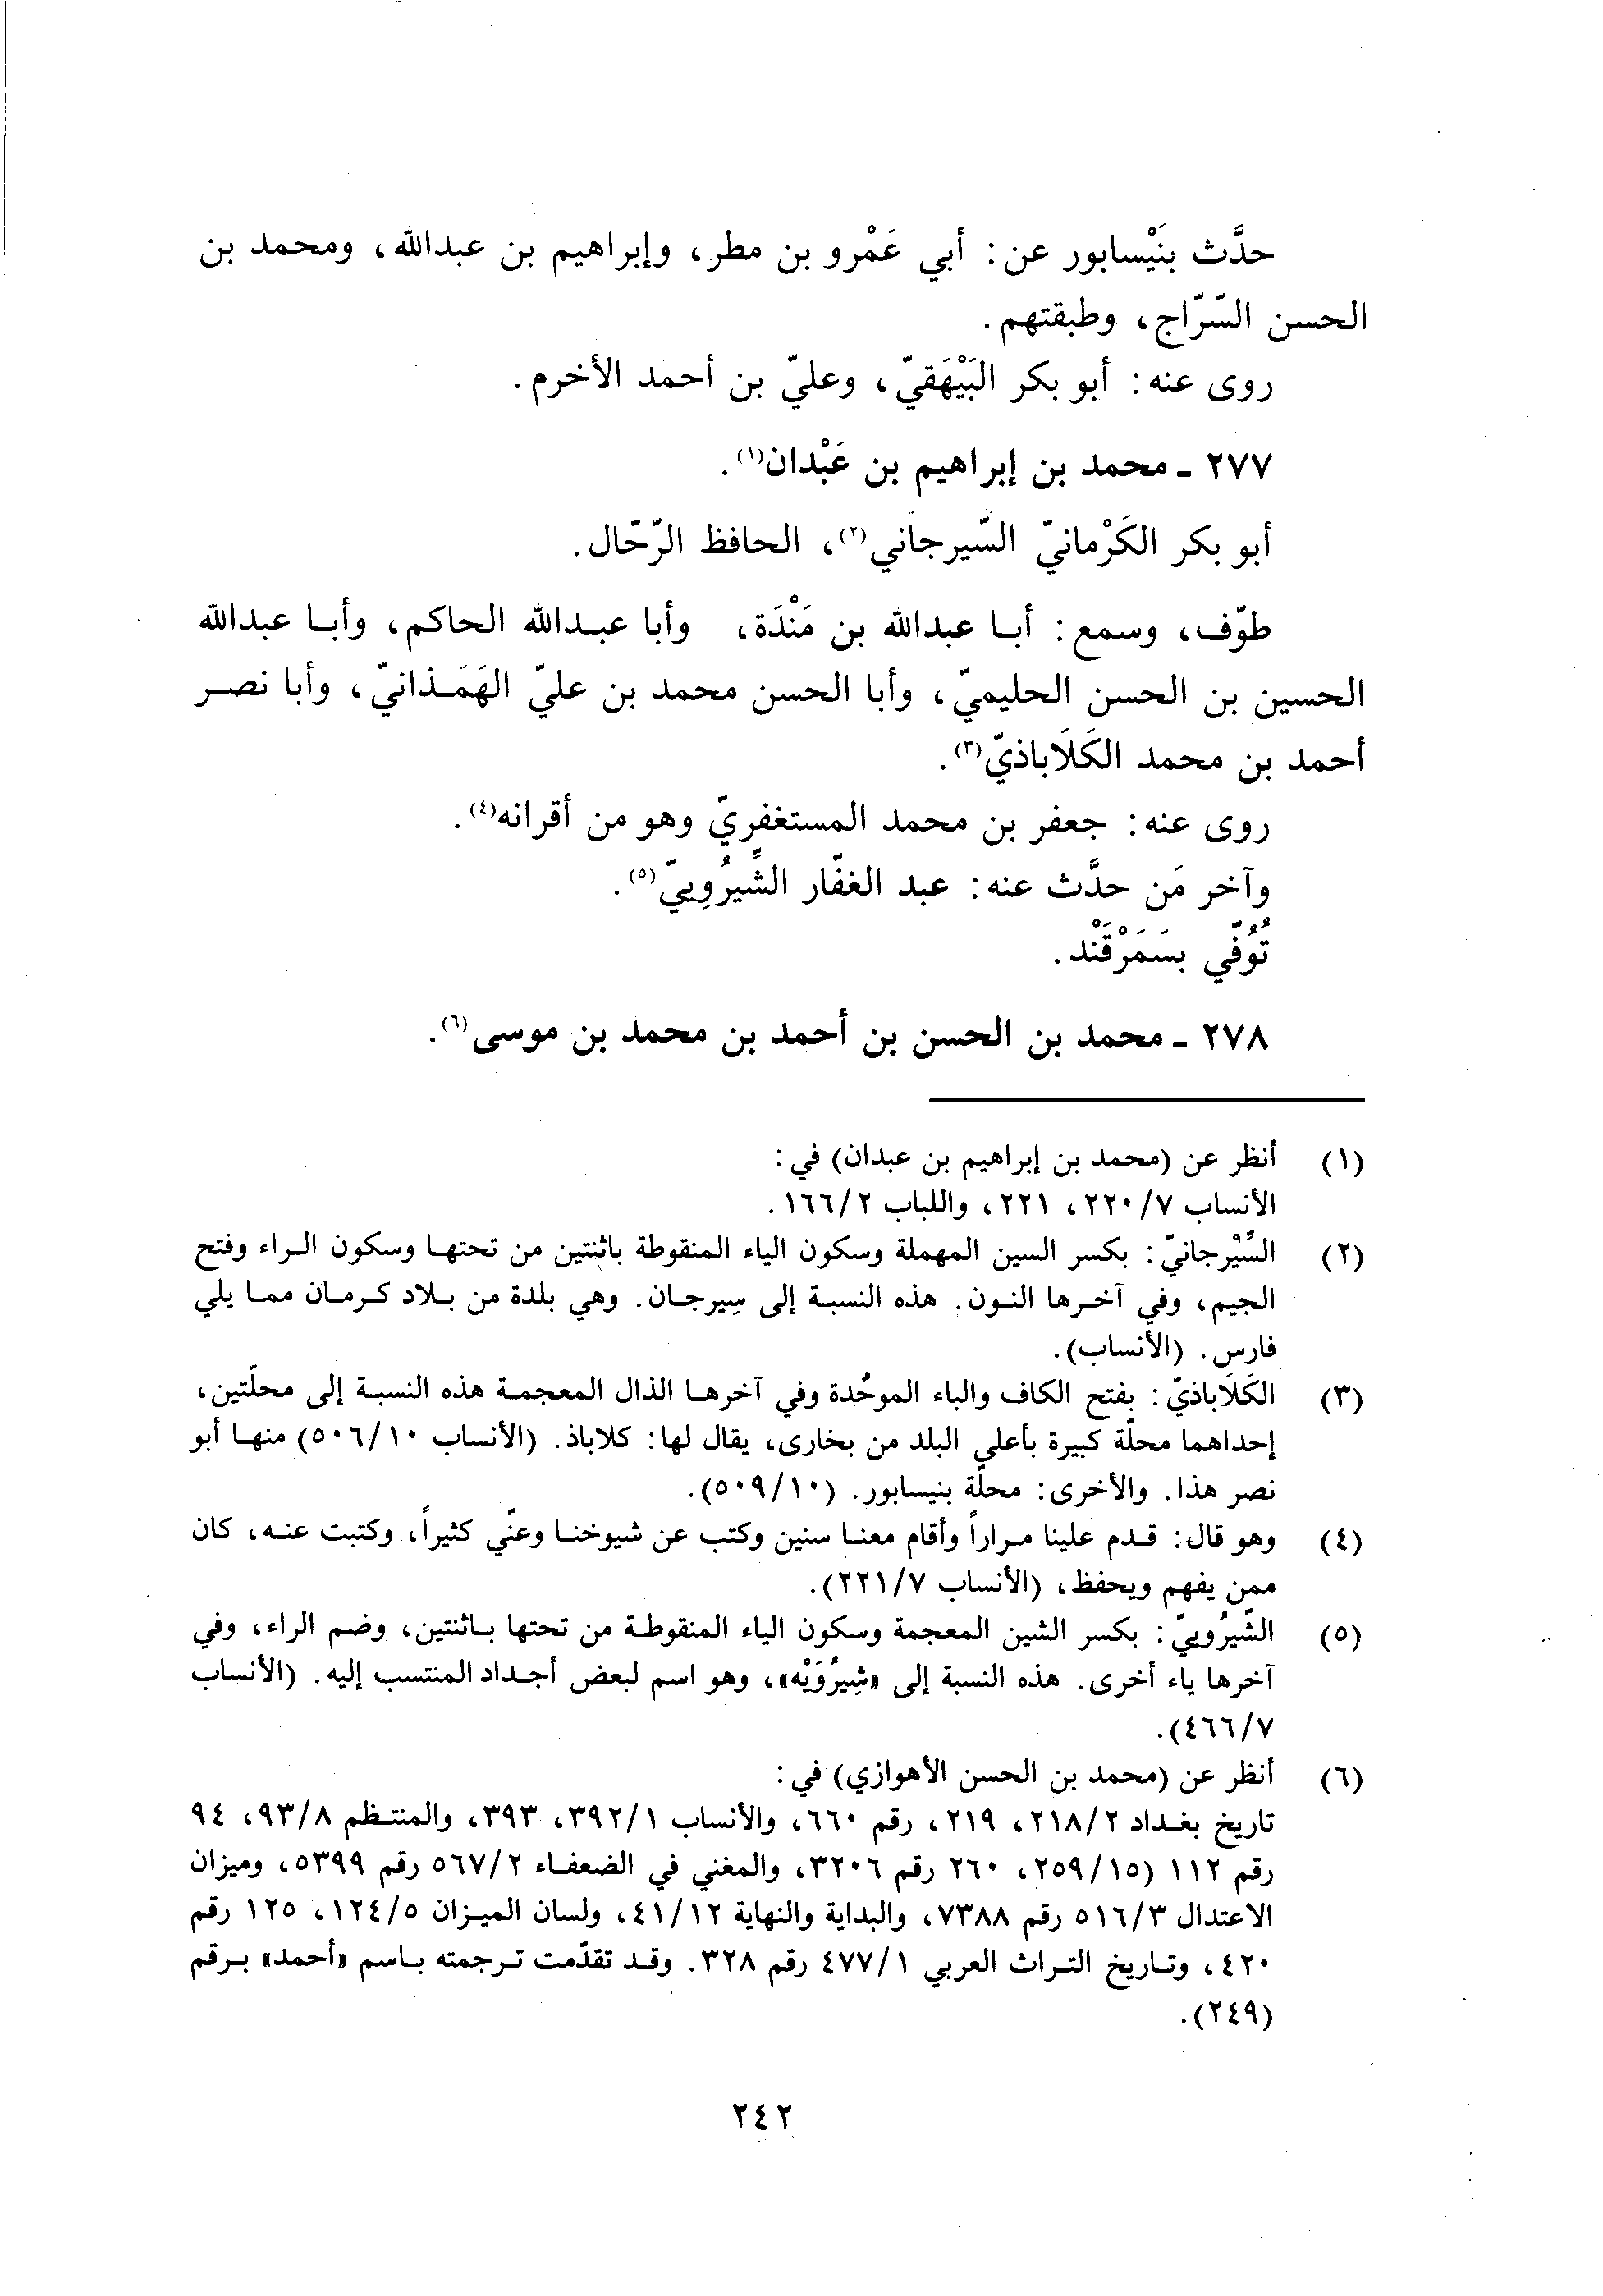 حدَّث بنَيْسابور عن: أبي عَمْرو بن مطر، وإبراهيم بن عبدالله، ومحمد بن
الحسن السّرّاج، وطبقتهم.
روى عنه: أبو بكر البَيْهَقيّ، وعليّ بن أحمد الأخرم.
٢٧٧ - محمد بن إبراهيم بن عَبْدان(١).
أبو بكر الكَرْمانيّ السّيرجاني(٢)، الحافظ الرّحّال.
طوّف، وسمع: أبا عبدالله بن مَنْدَة، وأبا عبدالله الحاكم، وأبا عبدالله
الحسين بن الحسن الحليميّ، وأبا الحسن محمد بن عليّ الهَمَذانيّ، وأبا نصر
أحمد بن محمد الكَلَاباذيّ(٣).
روى عنه: جعفر بن محمد المستغفريّ وهو من أقرانه(٤).
وآخر مَن حدَّث عنه: عبد الغفّار الشِّيرُوِييّ(٥).
تُوُفّي بسَمَرْقَنْد.
٢٧٨ - محمد بن الحسن بن أحمد بن محمد بن موسى(٦).
(١) أنظر عن (محمد بن إبراهيم بن عبدان) في:
الأنساب ٧/ ٢٢٠، ٢٢١، واللباب ٢/ ١٦٦.
(٢) السِّيْرجانيّ: بكسر السين المهملة وسكون الياء المنقوطة باثنتين من تحتها وسكون الراء وفتح
الجيم، وفي آخرها النون. هذه النسبة إلى سِيرجان. وهي بلدة من بلاد كرمان مما يلي
فارس. (الأنساب).
(٣) الكَلَاباذيّ: بفتح الكاف والباء الموحّدة وفي آخرها الذال المعجمة هذه النسبة إلى محلّتين،
إحداهما محلّة كبيرة بأعلي البلد من بخارى، يقال لها: كلاباذ. (الأنساب ١٠/ ٥٠٦) منها أبو
نصر هذا. والأخرى: محلّة بنيسابور. (١٠/ ٥٠٩).
(٤) وهو قال: قدم علينا مراراً وأقام معنا سنين وكتب عن شيوخنا وعنّي كثيراً، وكتبت عنه، كان
ممن يفهم ويحفظ، (الأنساب ٧/ ٢٢١).
(٥) الشّيرُوييّ: بكسر الشين المعجمة وسكون الياء المنقوطة من تحتها باثنتين، وضم الراء، وفي
آخرها ياء أخرى. هذه النسبة إلى «شِيرُوَيْه»، وهو اسم لبعض أجداد المنتسب إليه. (الأنساب
٧/ ٤٦٦).
(٦) أنظر عن (محمد بن الحسن الأهوازي) في:
تاريخ بغداد ٢/ ٢١٨، ٢١٩، رقم ٦٦٠، والأنساب ١/ ٣٩٢، ٣٩٣، والمنتظم ٨/ ٩٣، ٩٤
رقم ١١٢ (١٥/ ٢٥٩، ٢٦٠ رقم ٣٢٠٦، والمغني في الضعفاء ٢/ ٥٦٧ رقم ٥٣٩٩، وميزان
الاعتدال ٣/ ٥١٦ رقم ٧٣٨٨، والبداية والنهاية ١٢/ ٤١، ولسان الميزان ٥/ ١٢٤، ١٢٥ رقم
٤٢٠، وتاريخ التراث العربي ١/ ٤٧٧ رقم ٣٢٨. وقد تقدّمت ترجمته باسم «أحمد» برقم
(٢٤٩).
٢٤٢